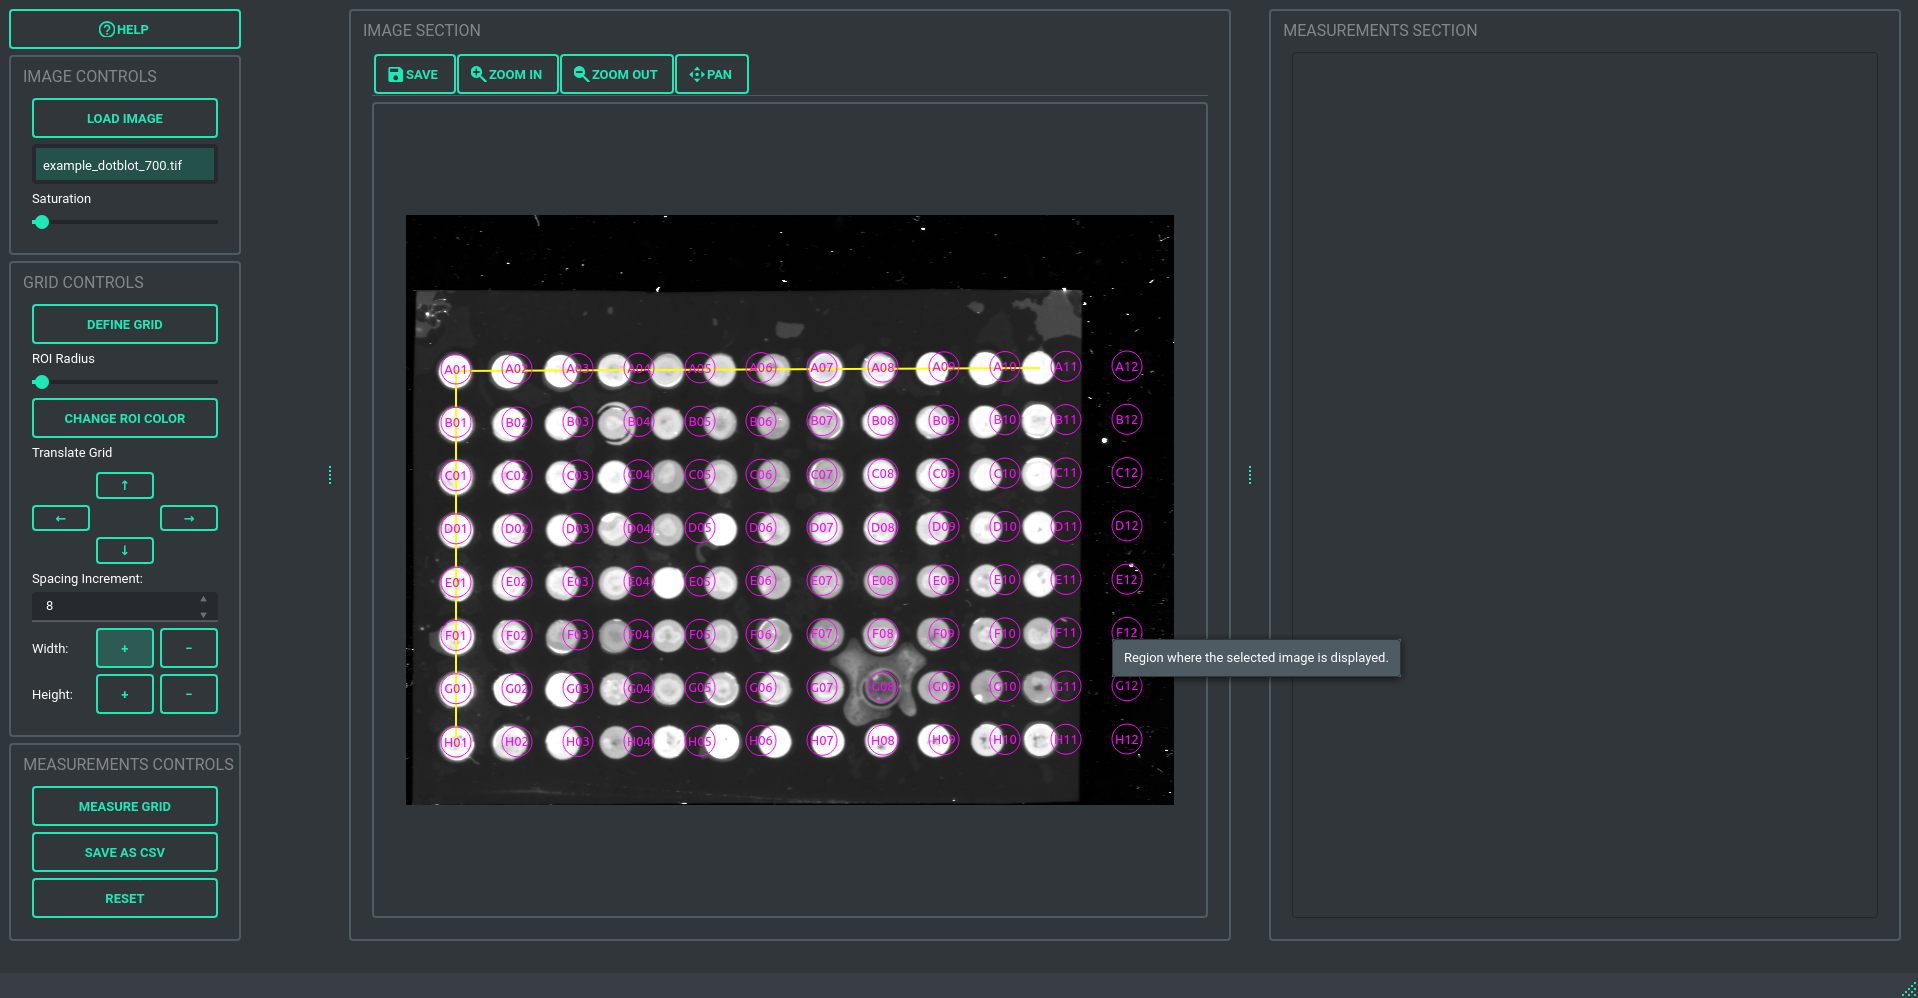 HELP
IMAGE CONTROLS
LOAD IMAGE
example_dotblot_700.tif
Saturation
GRID CONTROLS
DEFINE GRID
ROI Radius
CHANGE ROI COLOR
Translate Grid
↑
← →
↓
Spacing Increment:
8
Width: + -
Height: + -
MEASUREMENTS CONTROLS
MEASURE GRID
SAVE AS CSV
RESET
IMAGE SECTION
SAVE ZOOM IN ZOOM OUT PAN
A01 A02 A03 A04 A05 A06 A07 A08 A09 A10 A11 A12
B01 B02 B03 B04 B05 B06 B07 B08 B09 B10 B11 B12
C01 C02 C03 C04 C05 C06 C07 C08 C09 C10 C11 C12
D01 D02 D03 D04 D05 D06 D07 D08 D09 D10 D11 D12
E01 E02 E03 E04 E05 E06 E07 E08 E09 E10 E11 E12
F01 F02 F03 F04 F05 F06 F07 F08 F09 F10 F11 F12
Region where the selected image is displayed.
G01 G02 G03 G04 G05 G06 G07 G08 G09 G10 G11 G12
H01 H02 H03 H04 H05 H06 H07 H08 H09 H10 H11 H12
MEASUREMENTS SECTION